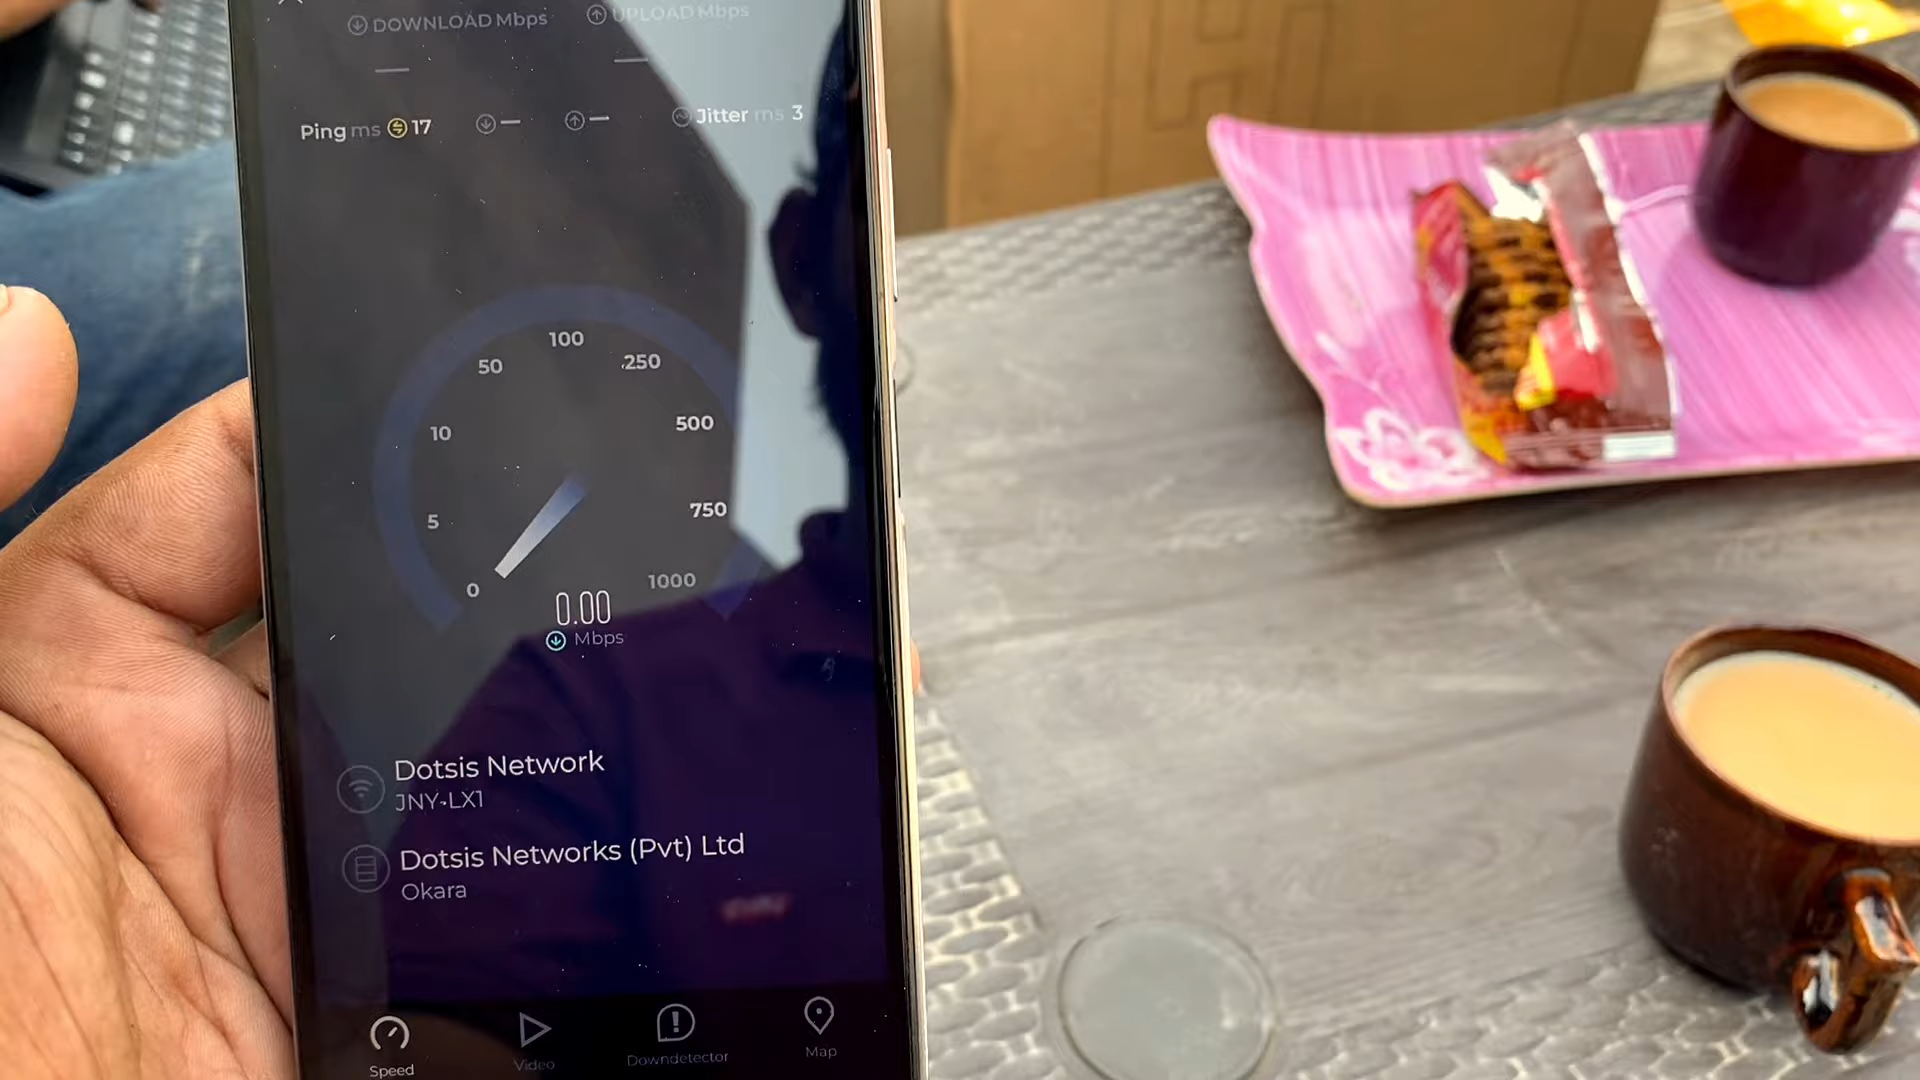 DOWNLOAD Mbps UPLOAD Mbps
Ping ms 17 Jitter ms 3
100
50
250
10
500
5
750
0
1000
0.00
Mbps
Dotsis Network
JNY-LX1
Dotsis Networks (Pvt) Ltd
Okara
Speed Video Downdetector Map